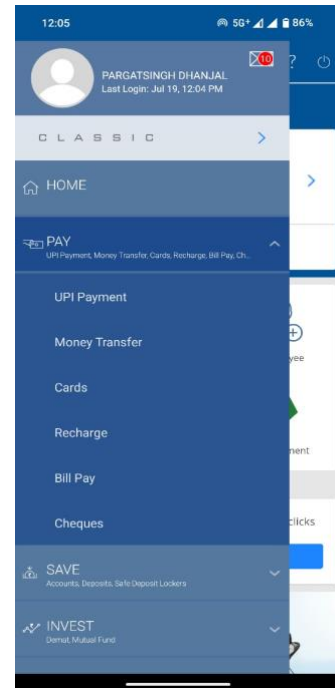 12:05
5G+
86%
10
PARGATSINGH DHANJAL
Last Login: Jul 19, 12:04 PM
?
CLASSIC
HOME
PAY
UPI Payment, Money Transfer, Cards, Recharge, Bill Pay, Ch...
UPI Payment
Money Transfer
yee
Cards
Recharge
ment
Bill Pay
Cheques
clicks
SAVE
Accounts, Deposits, Safe Deposit Lockers
INVEST
Demat, Mutual Fund